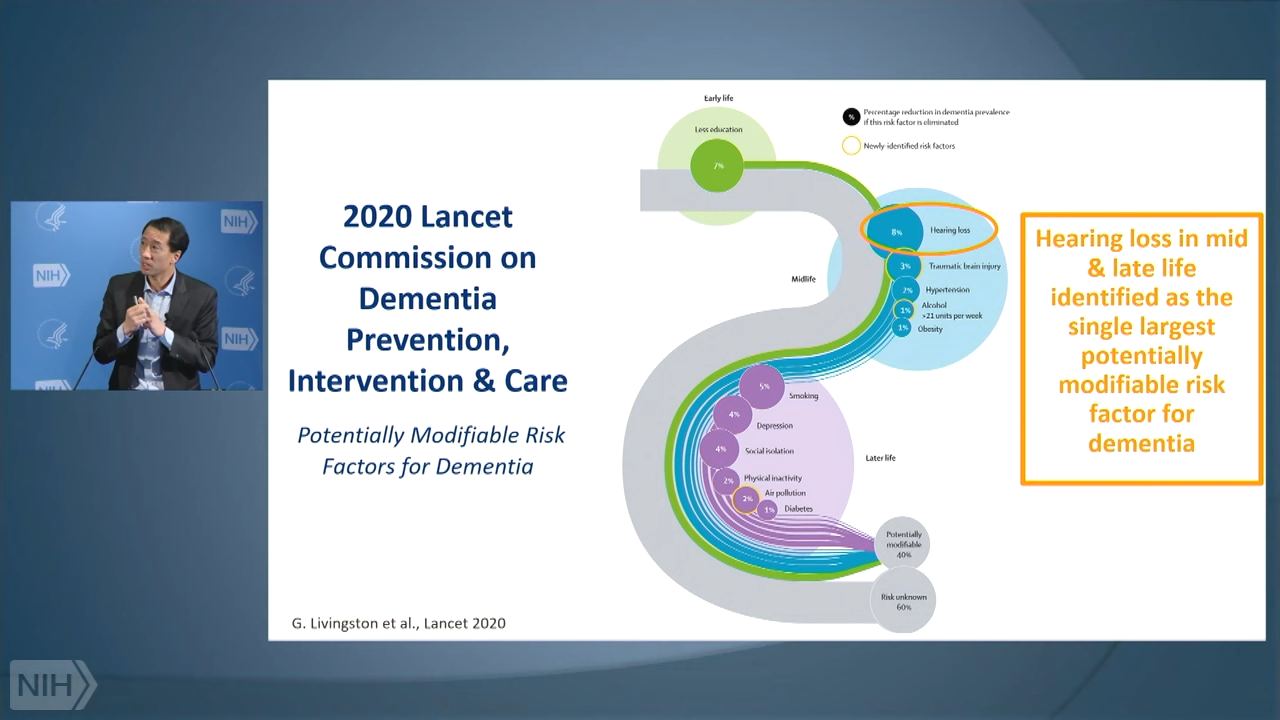 2020 Lancet
Commission on
Dementia
Prevention,
Intervention & Care
Potentially Modifiable Risk
Factors for Dementia
G. Livingston et al., Lancet 2020
Early life
Less education
7%
%
Percentage reduction in dementia prevalence
if this risk factor is eliminated
Newly-identified risk factors
8%
Hearing loss
3%
Traumatic brain injury
Midlife
2%
Hypertension
1%
Alcohol
>21 units per week
1%
Obesity
5%
Smoking
4%
Depression
4%
Social isolation
Later life
2%
Physical inactivity
2%
Air pollution
1%
Diabetes
Potentially
modifiable
40%
Risk unknown
60%
Hearing loss in mid
& late life
identified as the
single largest
potentially
modifiable risk
factor for
dementia
NIH
NIH
NIH
NIH